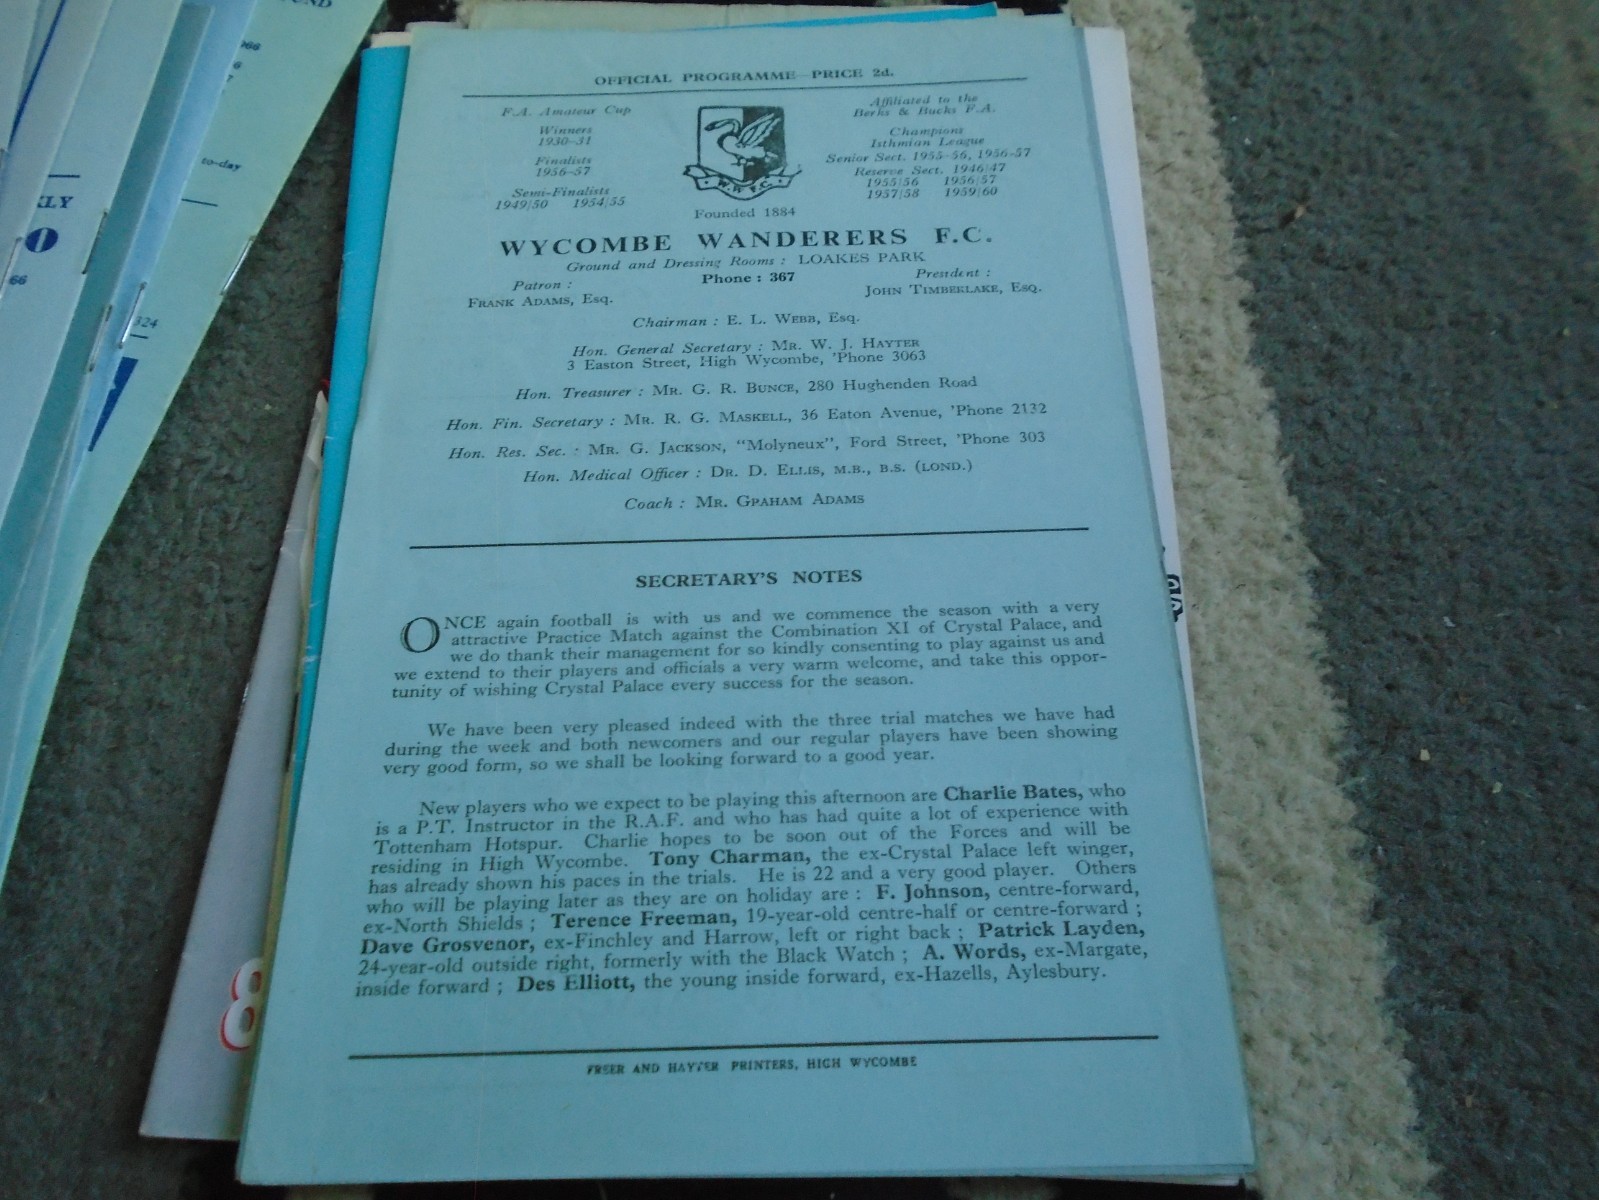 OFFICIAL PROGRAMME—PRICE 2d.
F.A. Amateur Cup
Winners
1930–31
Finalists
1956–57
Semi-Finalists
1949/50 1954/55
W.W.F.C.
Founded 1884
Affiliated to the
Berks & Bucks F.A.
Champions
Isthmian League
Senior Sect. 1955–56, 1956–57
Reserve Sect. 1946/47
1955/56 1956/57
1957/58 1959/60
WYCOMBE WANDERERS F.C.
Ground and Dressing Rooms : LOAKES PARK
Patron :
FRANK ADAMS, Esq.
Phone : 367
President :
JOHN TIMBERLAKE, Esq.
Chairman : E. L. WEBB, Esq.
Hon. General Secretary : MR. W. J. HAYTER
3 Easton Street, High Wycombe, 'Phone 3063
Hon. Treasurer : MR. G. R. BUNCE, 280 Hughenden Road
Hon. Fin. Secretary : MR. R. G. MASKELL, 36 Eaton Avenue, 'Phone 2132
Hon. Res. Sec. : MR. G. JACKSON, "Molyneux", Ford Street, 'Phone 303
Hon. Medical Officer : DR. D. ELLIS, M.B., B.S. (LOND.)
Coach : MR. GPAHAM ADAMS
SECRETARY'S NOTES
ONCE again football is with us and we commence the season with a very
attractive Practice Match against the Combination XI of Crystal Palace, and
we do thank their management for so kindly consenting to play against us and
we extend to their players and officials a very warm welcome, and take this oppor-
tunity of wishing Crystal Palace every success for the season.
We have been very pleased indeed with the three trial matches we have had
during the week and both newcomers and our regular players have been showing
very good form, so we shall be looking forward to a good year.
New players who we expect to be playing this afternoon are Charlie Bates, who
is a P.T. Instructor in the R.A.F. and who has had quite a lot of experience with
Tottenham Hotspur. Charlie hopes to be soon out of the Forces and will be
residing in High Wycombe. Tony Charman, the ex-Crystal Palace left winger,
has already shown his paces in the trials. He is 22 and a very good player. Others
who will be playing later as they are on holiday are : F. Johnson, centre-forward,
ex-North Shields ; Terence Freeman, 19-year-old centre-half or centre-forward ;
Dave Grosvenor, ex-Finchley and Harrow, left or right back ; Patrick Layden,
24-year-old outside right, formerly with the Black Watch ; A. Words, ex-Margate,
inside forward ; Des Elliott, the young inside forward, ex-Hazells, Aylesbury.
FREER AND HAYTER PRINTERS, HIGH WYCOMBE
to-day
66
324
8